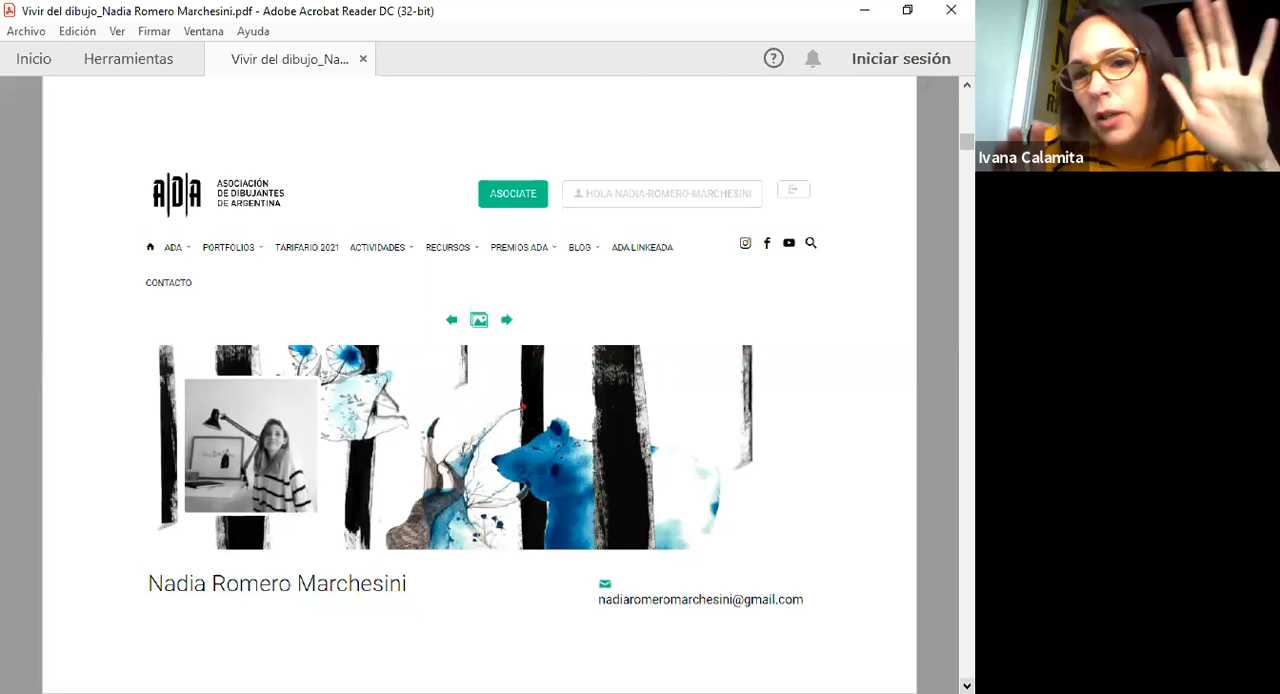 Vivir del dibujo_Nadia Romero Marchesini.pdf - Adobe Acrobat Reader DC (32-bit)
Archivo Edición Ver Firmar Ventana Ayuda
Inicio Herramientas Vivir del dibujo_Na... × Iniciar sesión
Ivana Calamita
ADA
ASOCIACIÓN
DE DIBUJANTES
DE ARGENTINA
ASOCIATE
HOLA NADIA-ROMERO-MARCHESINI
ADA PORTFOLIOS TARIFARIO 2021 ACTIVIDADES RECURSOS PREMIOS ADA BLOG ADA LINKEADA
CONTACTO
Nadia Romero Marchesini
nadiaromeromarchesini@gmail.com